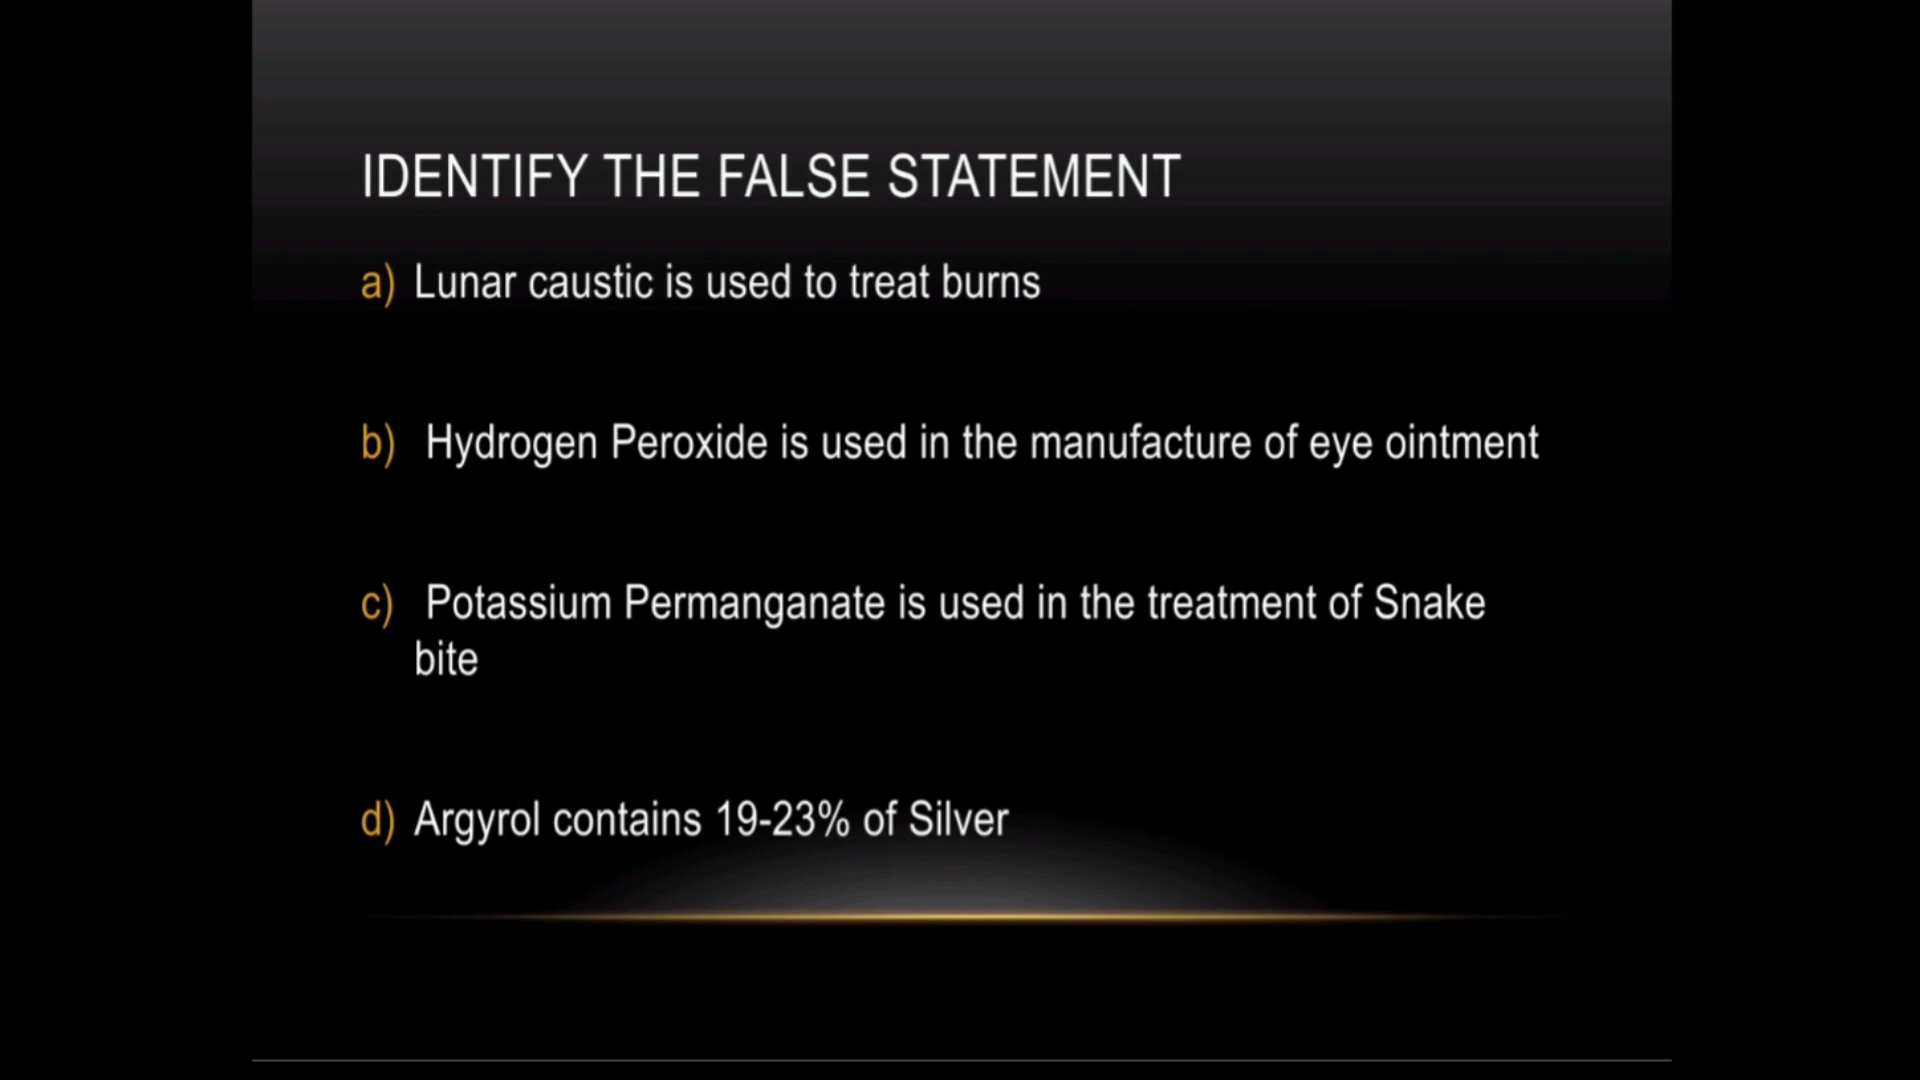 IDENTIFY THE FALSE STATEMENT
a) Lunar caustic is used to treat burns
b) Hydrogen Peroxide is used in the manufacture of eye ointment
c) Potassium Permanganate is used in the treatment of Snake
bite
d) Argyrol contains 19-23% of Silver